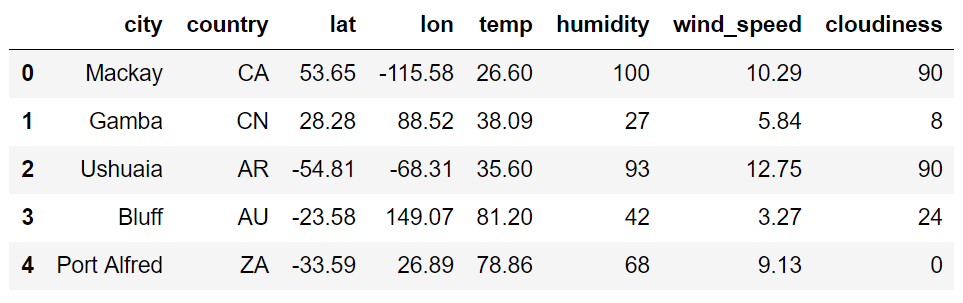 city country lat lon temp humidity wind_speed cloudiness
0 Mackay CA 53.65 -115.58 26.60 100 10.29 90
1 Gamba CN 28.28 88.52 38.09 27 5.84 8
2 Ushuaia AR -54.81 -68.31 35.60 93 12.75 90
3 Bluff AU -23.58 149.07 81.20 42 3.27 24
4 Port Alfred ZA -33.59 26.89 78.86 68 9.13 0